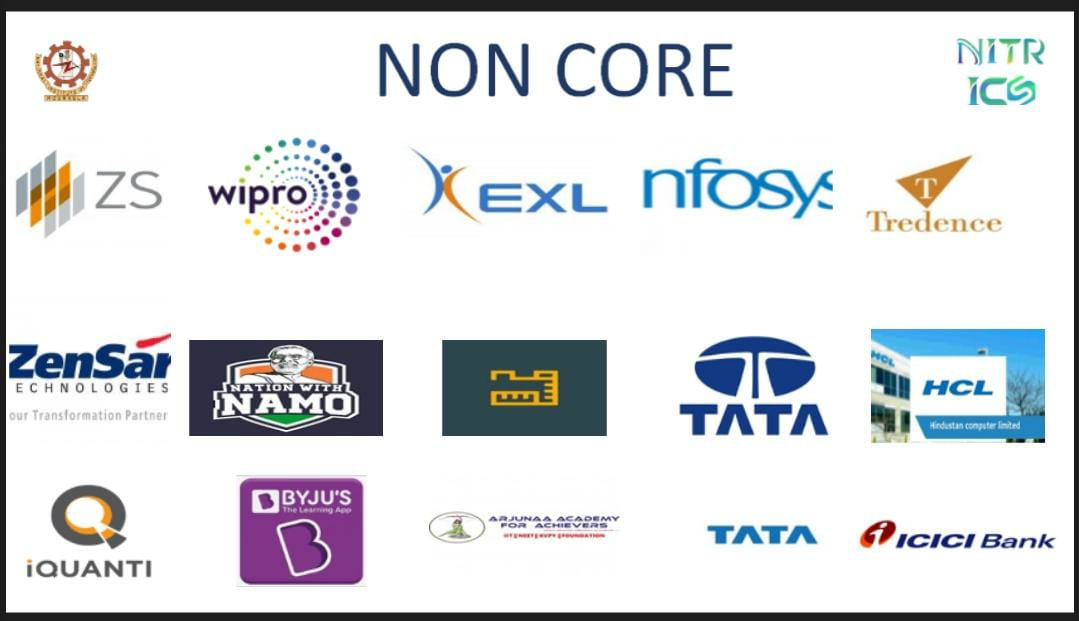 NON CORE
NITR
ICS
ZS
wipro
EXL
nfosys
T
Tredence
ZenSar
ECHNOLOGIES
our Transformation Partner
NATION WITH
NAMO
TATA
HCL
HCL
Hindustan computer limited
iQUANTI
BYJU'S
The Learning App
B
ARJUNAA ACADEMY
FOR ACHIEVERS
IIT | NEET | KVPY | FOUNDATION
TATA
i ICICI Bank